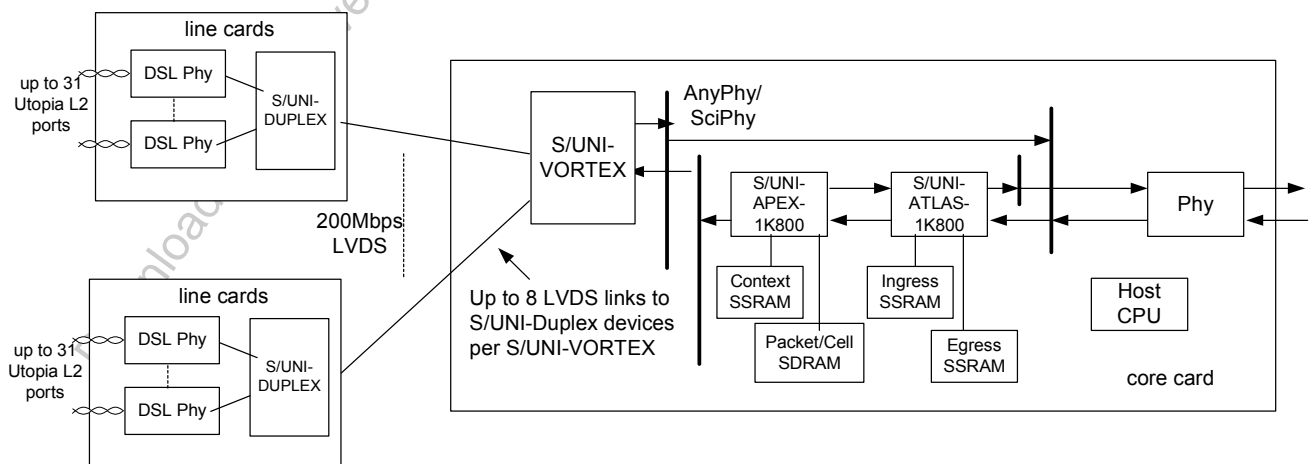 line cards
up to 31
Utopia L2
ports
DSL Phy
DSL Phy
S/UNI-
DUPLEX
200Mbps
LVDS
line cards
up to 31
Utopia L2
ports
DSL Phy
DSL Phy
S/UNI-
DUPLEX
S/UNI-
VORTEX
AnyPhy/
SciPhy
Up to 8 LVDS links to
S/UNI-Duplex devices
per S/UNI-VORTEX
S/UNI-
APEX-
1K800
S/UNI-
ATLAS-
1K800
Phy
Context
SSRAM
Packet/Cell
SDRAM
Ingress
SSRAM
Egress
SSRAM
Host
CPU
core card